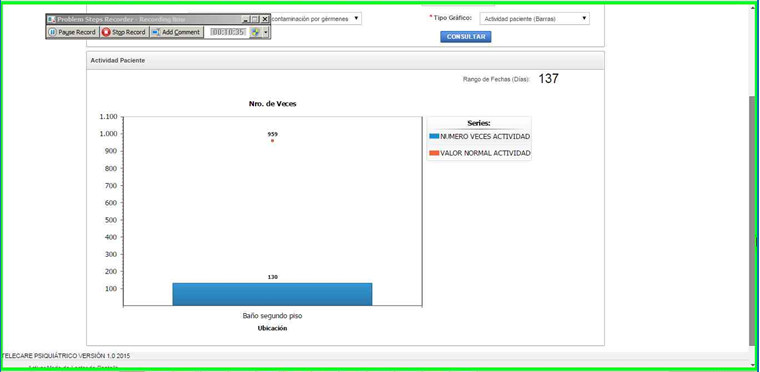 Problem Steps Recorder - Recording Now
Pause Record Stop Record Add Comment 00:10:35
contaminación por gérmenes
* Tipo Gráfico: Actividad paciente (Barras)
CONSULTAR
Actividad Paciente
Rango de Fechas (Días): 137
Nro. de Veces
1.100
1.000
900
800
700
600
500
400
300
200
100
959
130
Baño segundo piso
Ubicación
Series:
NUMERO VECES ACTIVIDAD
VALOR NORMAL ACTIVIDAD
TELECARE PSIQUIÁTRICO VERSIÓN 1.0 2015